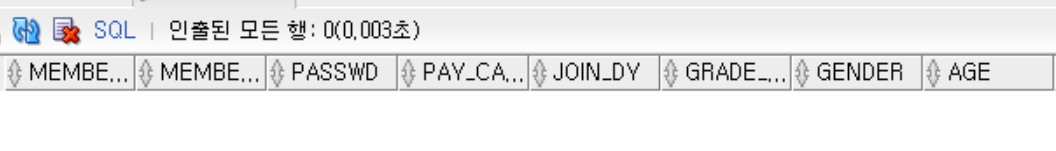 SQL | 인출된 모든 행: 0(0,003초)
MEMBE... MEMBE... PASSWD PAY_CA... JOIN_DY GRADE_... GENDER AGE